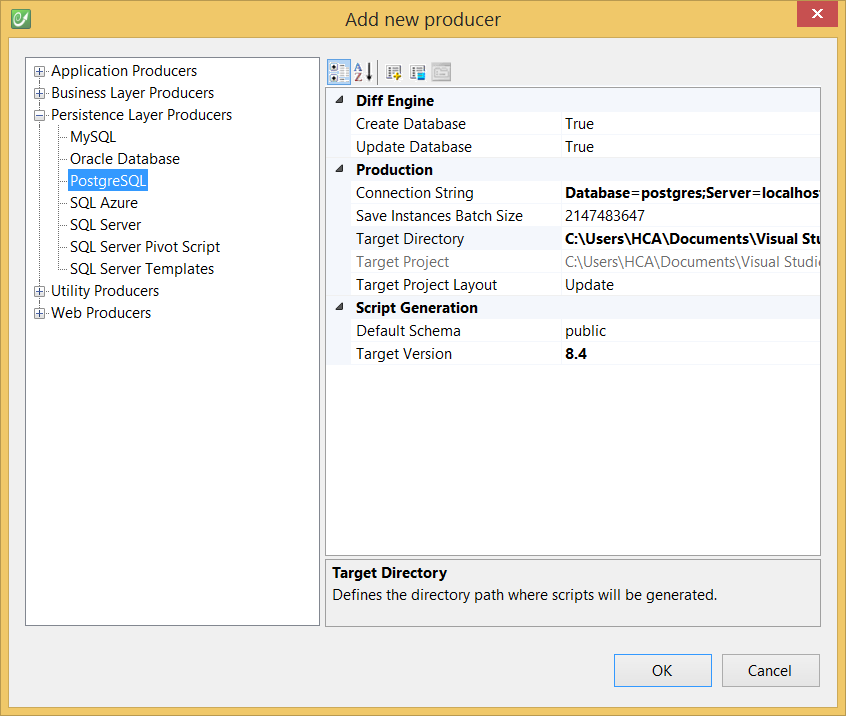 Add new producer
Application Producers
Business Layer Producers
Persistence Layer Producers
MySQL
Oracle Database
PostgreSQL
SQL Azure
SQL Server
SQL Server Pivot Script
SQL Server Templates
Utility Producers
Web Producers
Diff Engine
Create Database True
Update Database True
Production
Connection String Database=postgres;Server=localhos
Save Instances Batch Size 2147483647
Target Directory C:\Users\HCA\Documents\Visual Stu
Target Project C:\Users\HCA\Documents\Visual Studio
Target Project Layout Update
Script Generation
Default Schema public
Target Version 8.4
Target Directory
Defines the directory path where scripts will be generated.
OK Cancel